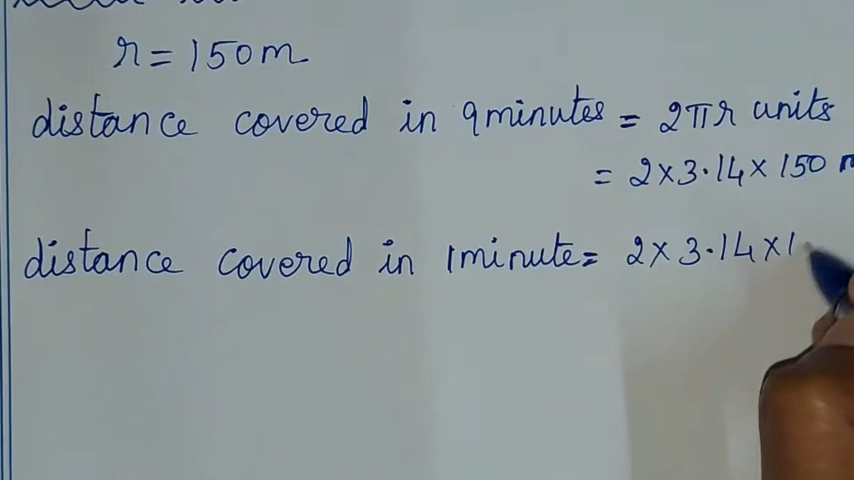 r = 150m
distance covered in 9 minutes = 2πr units
= 2×3.14×150
distance covered in 1 minute = 2×3.14×1